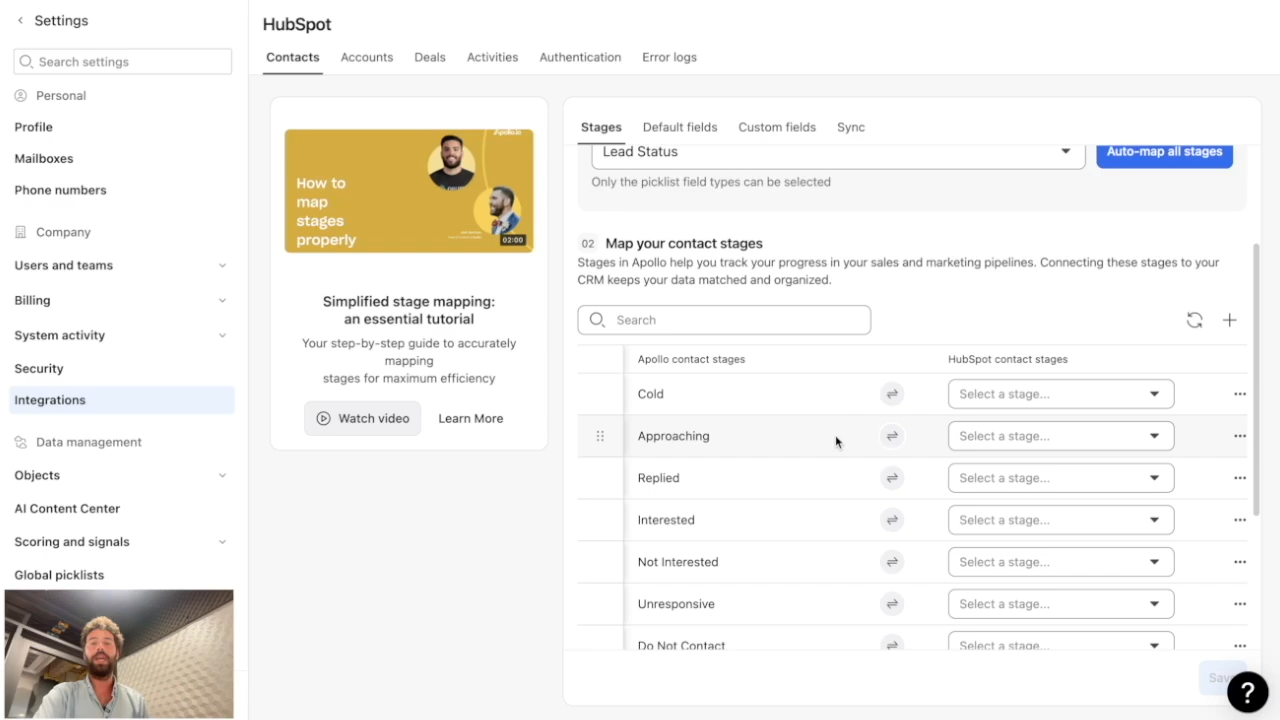 Settings
Search settings
Personal
Profile
Mailboxes
Phone numbers
Company
Users and teams
Billing
System activity
Security
Integrations
Data management
Objects
AI Content Center
Scoring and signals
Global picklists
HubSpot
Contacts Accounts Deals Activities Authentication Error logs
Apollo.io
How to
map
stages
properly
02:00
Simplified stage mapping:
an essential tutorial
Your step-by-step guide to accurately
mapping
stages for maximum efficiency
Watch video Learn More
Stages Default fields Custom fields Sync
Lead Status Auto-map all stages
Only the picklist field types can be selected
02 Map your contact stages
Stages in Apollo help you track your progress in your sales and marketing pipelines. Connecting these stages to your
CRM keeps your data matched and organized.
Search
Apollo contact stages HubSpot contact stages
Cold Select a stage...
Approaching Select a stage...
Replied Select a stage...
Interested Select a stage...
Not Interested Select a stage...
Unresponsive Select a stage...
Do Not Contact Select a stage...
Save
?